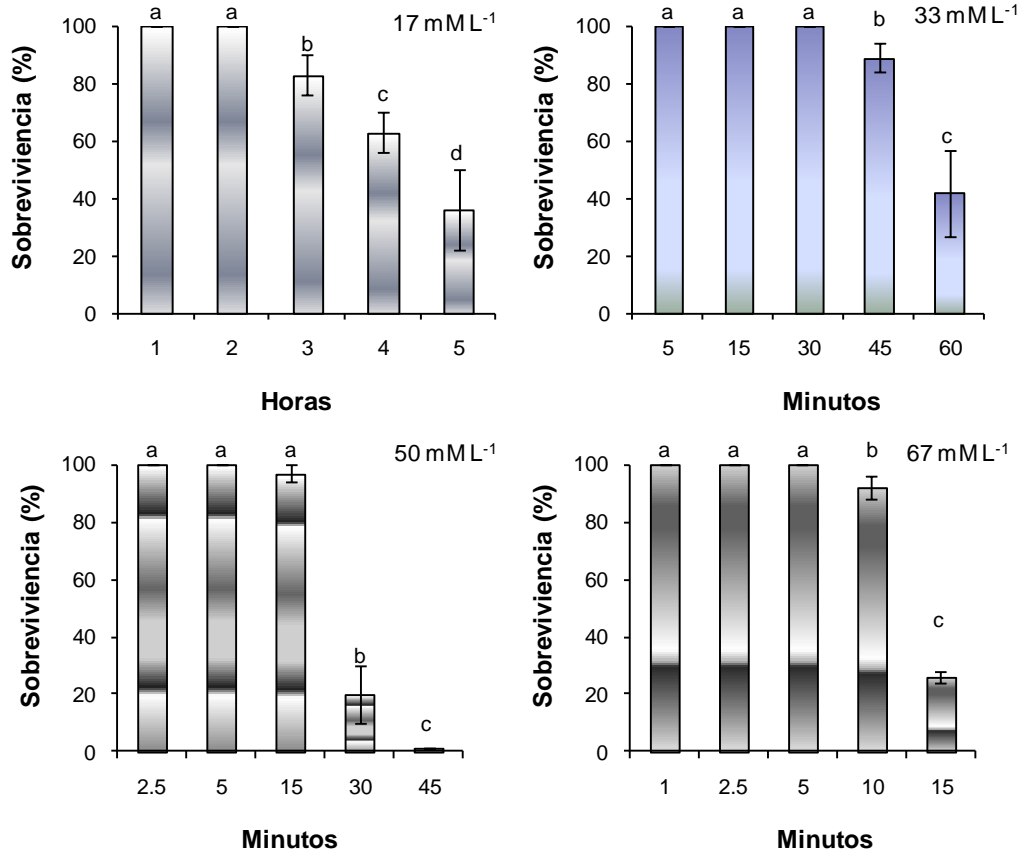 a a b c d 17 mM L-1
Sobreviviencia (%)
100
80
60
40
20
0
1 2 3 4 5
Horas
a a a b c 33 mM L-1
Sobreviviencia (%)
100
80
60
40
20
0
5 15 30 45 60
Minutos
a a a b c 50 mM L-1
Sobreviviencia (%)
100
80
60
40
20
0
2.5 5 15 30 45
Minutos
a a a b c 67 mM L-1
Sobreviviencia (%)
100
80
60
40
20
0
1 2.5 5 10 15
Minutos